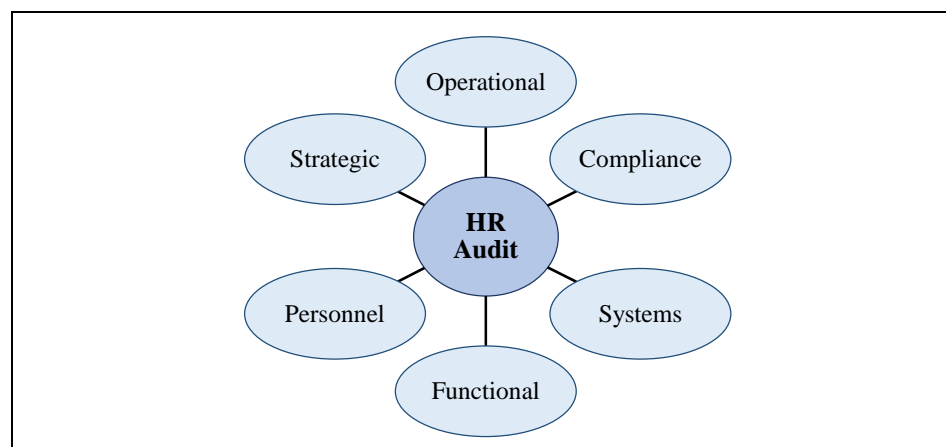 Operational
Strategic
Compliance
HR
Audit
Personnel
Systems
Functional